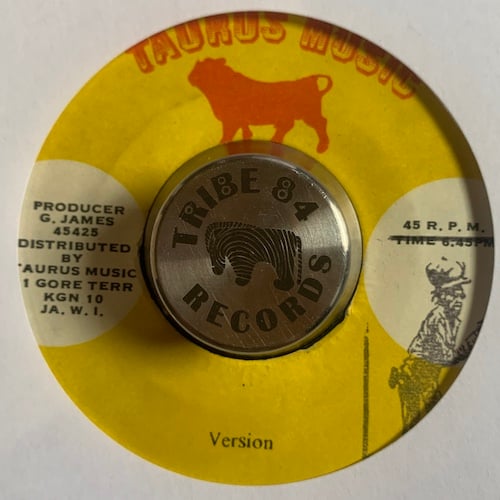 TAURUS MUSIC
PRODUCER
G. JAMES
45425
DISTRIBUTED
BY
TAURUS MUSIC
1 GORE TERR
KGN 10
JA. W. I.
TRIBE 84
RECORDS
45 R. P. M.
TIME 6,45PM
Version